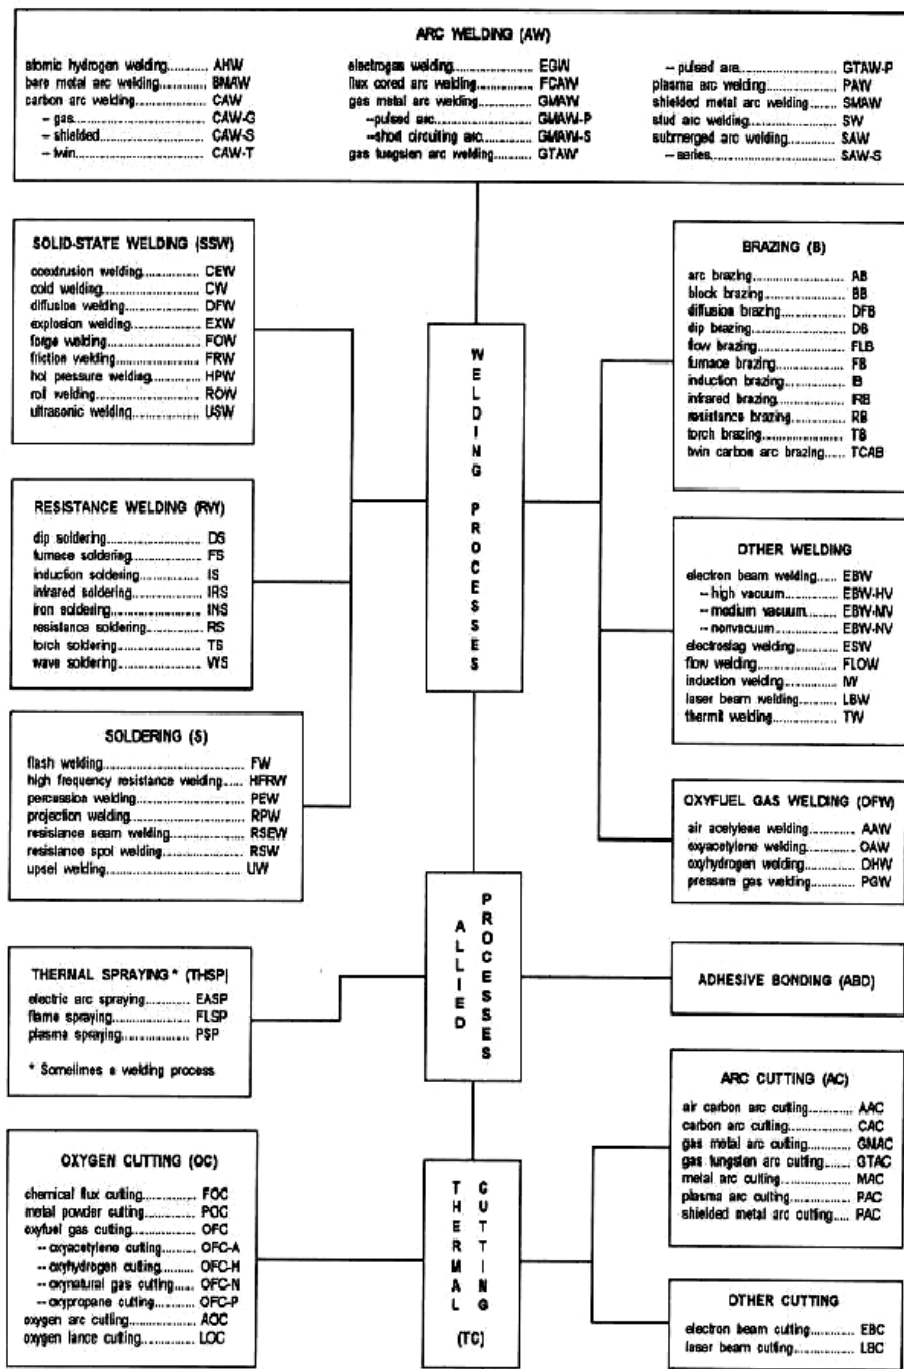 ARC WELDING (AW)
atomic hydrogen welding............ AHW
bare metal arc welding.............. BMAW
carbon arc welding................... CAW
– gas.............................. CAW-G
– shielded....................... CAW-S
– twin............................. CAW-T
electrogas welding................... EGW
flux cored arc welding.............. FCAW
gas metal arc welding............... GMAW
–pulsed arc..................... GMAW-P
–short circuiting arc.......... GMAW-S
gas tungsten arc welding.......... GTAW
– pulsed arc..................... GTAW-P
plasma arc welding.................. PAW
shielded metal arc welding........ SMAW
stud arc welding..................... SW
submerged arc welding............ SAW
– series.......................... SAW-S
SOLID-STATE WELDING (SSW)
coextrusion welding................ CEW
cold welding.......................... CW
diffusion welding.................... DFW
explosion welding................... EXW
forge welding........................ FOW
friction welding...................... FRW
hot pressure welding............... HPW
roll welding........................... ROW
ultrasonic welding................... USW
RESISTANCE WELDING (RW)
dip soldering......................... DS
furnace soldering................... FS
induction soldering................. IS
infrared soldering................... IRS
iron soldering........................ INS
resistance soldering................ RS
torch soldering...................... TS
wave soldering...................... WS
SOLDERING (S)
flash welding............................. FW
high frequency resistance welding..... HFRW
percussion welding..................... PEW
projection welding...................... RPW
resistance seam welding.............. RSEW
resistance spot welding............... RSW
upset welding............................ UW
WELDING PROCESSES
BRAZING (B)
arc brazing........................... AB
block brazing........................ BB
diffusion brazing.................... DFB
dip brazing........................... DB
flow brazing.......................... FLB
furnace brazing..................... FB
induction brazing................... IB
infrared brazing..................... IRB
resistance brazing.................. RB
torch brazing........................ TB
twin carbon arc brazing..... TCAB
OTHER WELDING
electron beam welding..... EBW
– high vacuum............. EBW-HV
– medium vacuum........ EBW-MV
– nonvacuum.............. EBW-NV
electroslag welding.......... ESW
flow welding................... FLOW
induction welding............. IW
laser beam welding.......... LBW
thermit welding................ TW
OXYFUEL GAS WELDING (OFW)
air acetylene welding........... AAW
oxyacetylene welding.......... OAW
oxyhydrogen welding.......... OHW
pressure gas welding.......... PGW
ALLIED PROCESSES
THERMAL SPRAYING* (THSP)
electric arc spraying............ EASP
flame spraying.................... FLSP
plasma spraying.................. PSP
* Sometimes a welding process
ADHESIVE BONDING (ABD)
ARC CUTTING (AC)
air carbon arc cutting............ AAC
carbon arc cutting................ CAC
gas metal arc cutting............ GMAC
gas tungsten arc cutting........ GTAC
metal arc cutting.................. MAC
plasma arc cutting................ PAC
shielded metal arc cutting.... PAC
OXYGEN CUTTING (OC)
chemical flux cutting............. FOC
metal powder cutting............ POC
oxyfuel gas cutting............... OFC
– oxyacetylene cutting....... OFC-A
– oxyhydrogen cutting....... OFC-H
– oxynatural gas cutting..... OFC-N
– oxypropane cutting......... OFC-P
oxygen arc cutting................ AOC
oxygen lance cutting............. LOC
THERMAL CUTTING
(TC)
OTHER CUTTING
electron beam cutting........... EBC
laser beam cutting............... LBC